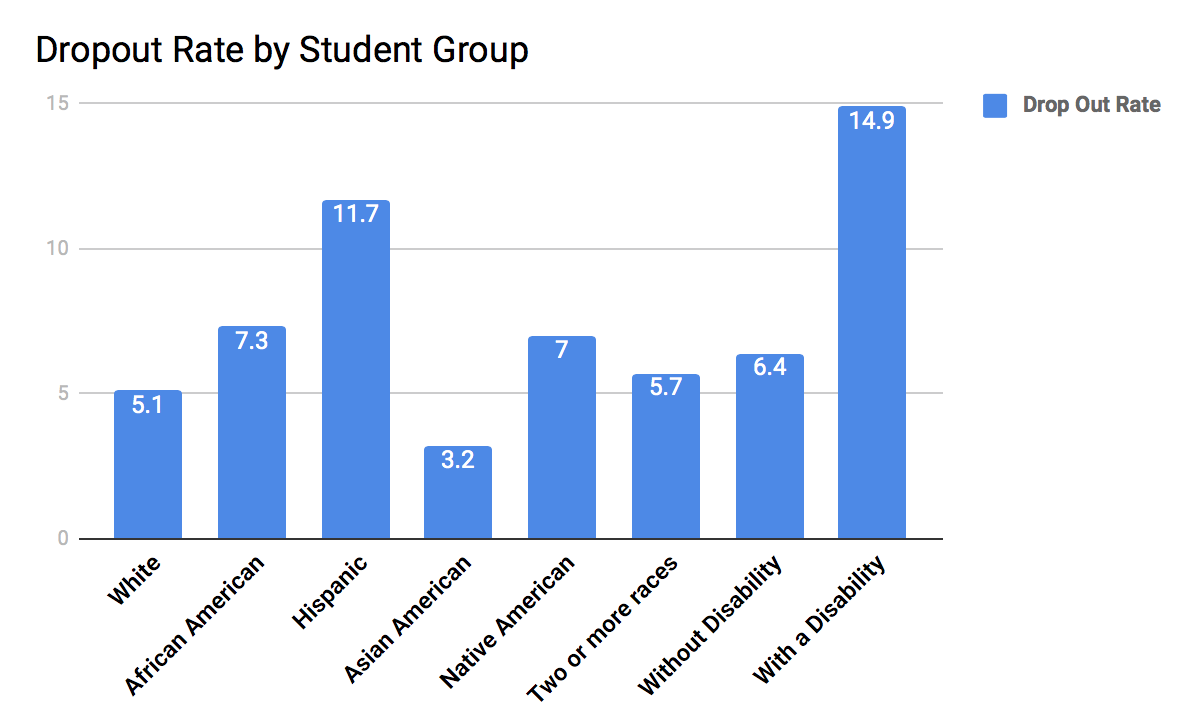 Dropout Rate by Student Group
Drop Out Rate
15
10
5
0
5.1
7.3
11.7
3.2
7
5.7
6.4
14.9
White
African American
Hispanic
Asian American
Native American
Two or more races
Without Disability
With a Disability